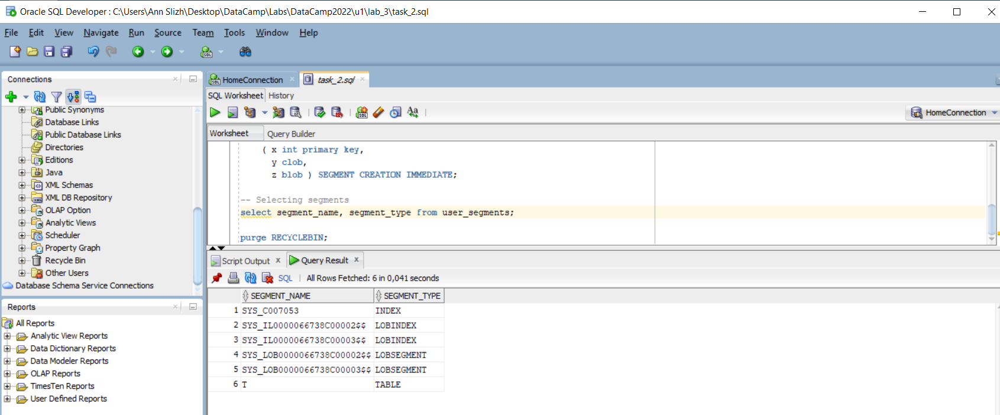 Oracle SQL Developer : C:\Users\Ann Slizh\Desktop\DataCamp\Labs\DataCamp2022\u1\lab_3\task_2.sql
File Edit View Navigate Run Source Team Tools Window Help
Connections
Public Synonyms
Database Links
Public Database Links
Directories
Editions
Java
XML Schemas
XML DB Repository
OLAP Option
Analytic Views
Scheduler
Property Graph
Recycle Bin
Other Users
Database Schema Service Connections
Reports
All Reports
Analytic View Reports
Data Dictionary Reports
Data Modeler Reports
OLAP Reports
TimesTen Reports
User Defined Reports
HomeConnection task_2.sql
SQL Worksheet History
HomeConnection
Worksheet Query Builder
( x int primary key,
y clob,
z blob ) SEGMENT CREATION IMMEDIATE;
-- Selecting segments
select segment_name, segment_type from user_segments;
purge RECYCLEBIN;
Script Output x Query Result x
SQL | All Rows Fetched: 6 in 0,041 seconds
SEGMENT_NAME SEGMENT_TYPE
1 SYS_C007053 INDEX
2 SYS_IL0000066738C00002$$ LOBINDEX
3 SYS_IL0000066738C00003$$ LOBINDEX
4 SYS_LOB0000066738C00002$$ LOBSEGMENT
5 SYS_LOB0000066738C00003$$ LOBSEGMENT
6 T TABLE